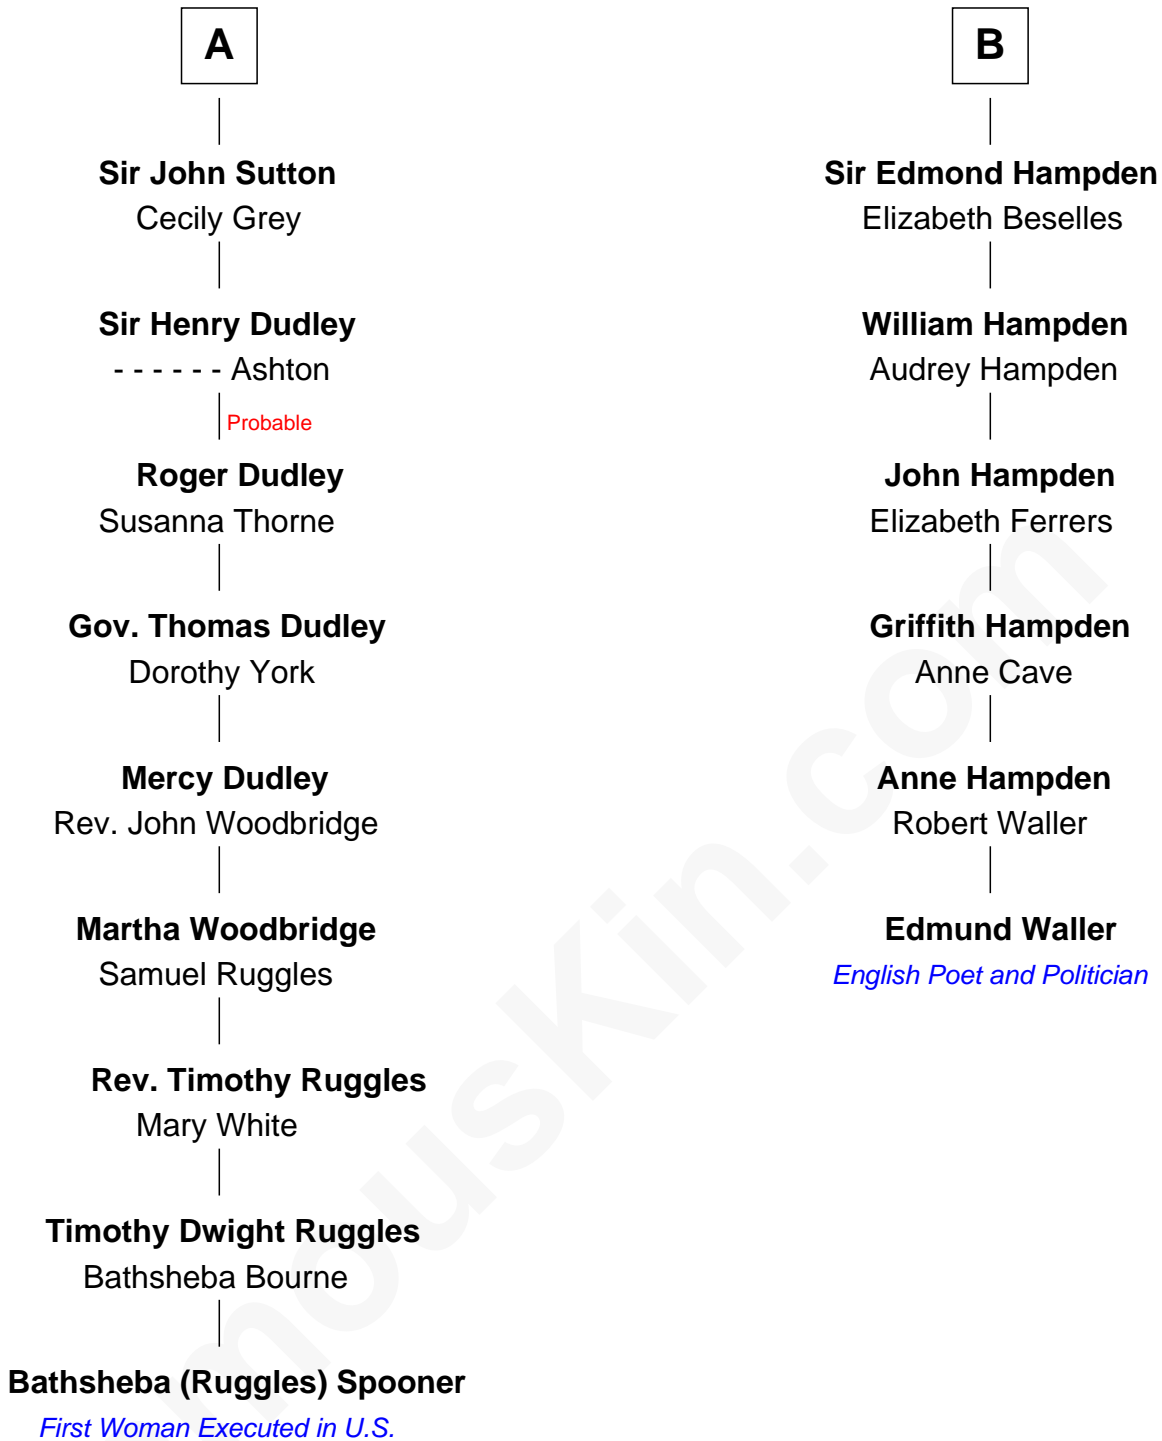 A
Sir John Sutton
Cecily Grey
Sir Henry Dudley
- - - - - - Ashton
Probable
Roger Dudley
Susanna Thorne
Gov. Thomas Dudley
Dorothy York
Mercy Dudley
Rev. John Woodbridge
Martha Woodbridge
Samuel Ruggles
Rev. Timothy Ruggles
Mary White
Timothy Dwight Ruggles
Bathsheba Bourne
Bathsheba (Ruggles) Spooner
First Woman Executed in U.S.
B
Sir Edmond Hampden
Elizabeth Beselles
William Hampden
Audrey Hampden
John Hampden
Elizabeth Ferrers
Griffith Hampden
Anne Cave
Anne Hampden
Robert Waller
Edmund Waller
English Poet and Politician
mouskin.com